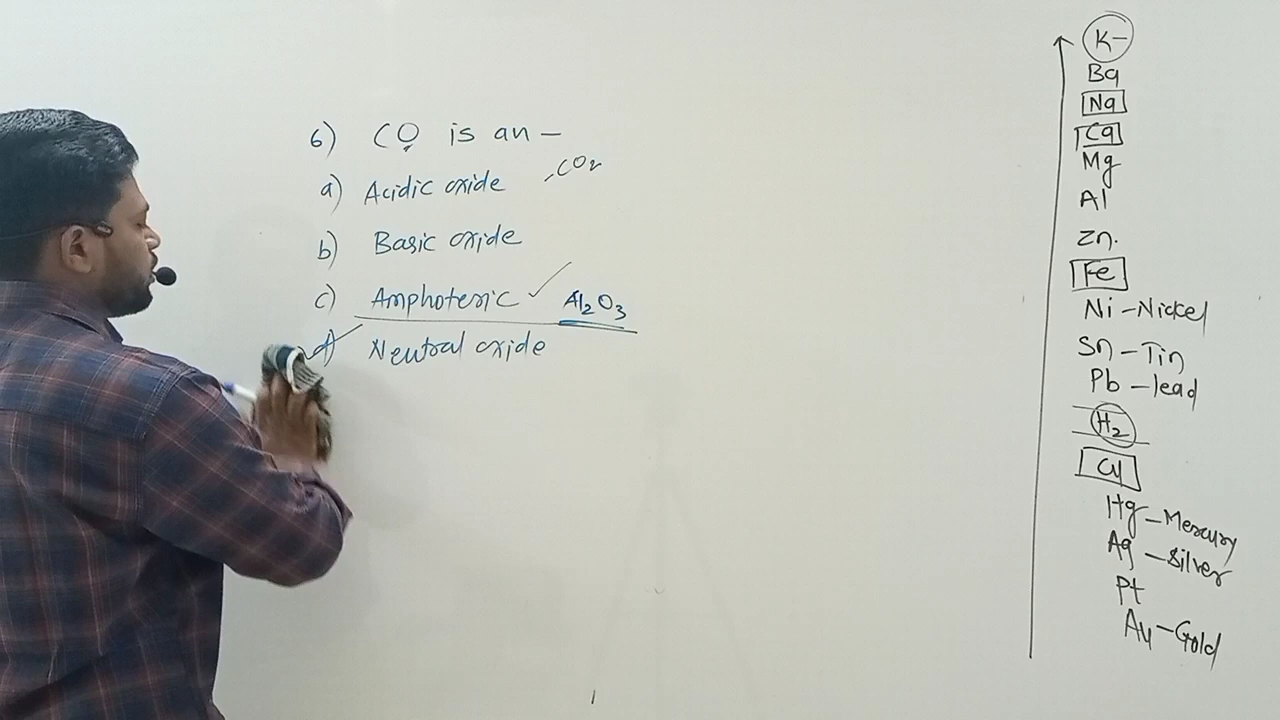 6) CO is an —
a) Acidic oxide , CO2
b) Basic oxide
c) Amphoteric ✓ Al2O3
d) Neutral oxide
K
Ba
Na
Ca
Mg
Al
Zn.
Fe
Ni - Nickel
Sn - Tin
Pb - lead
H2
Cu
Hg - Mercury
Ag - Silver
Pt
Au - Gold